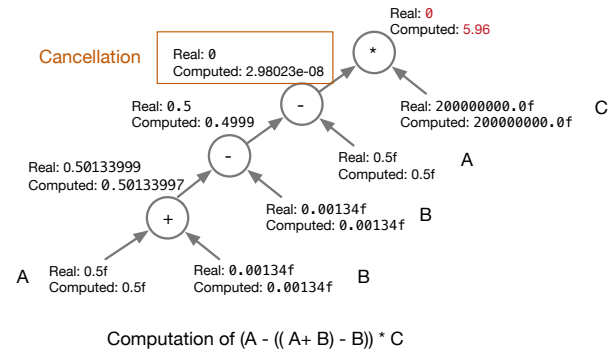 Real: 0
Computed: 5.96
Cancellation
Real: 0
Computed: 2.98023e-08
*
Real: 0.5
Computed: 0.4999
-
Real: 200000000.0f
Computed: 200000000.0f
C
Real: 0.50133999
Computed: 0.50133997
-
Real: 0.5f
Computed: 0.5f
A
Real: 0.00134f
Computed: 0.00134f
B
+
A
Real: 0.5f
Computed: 0.5f
Real: 0.00134f
Computed: 0.00134f
B
Computation of (A - (( A+ B) - B)) * C